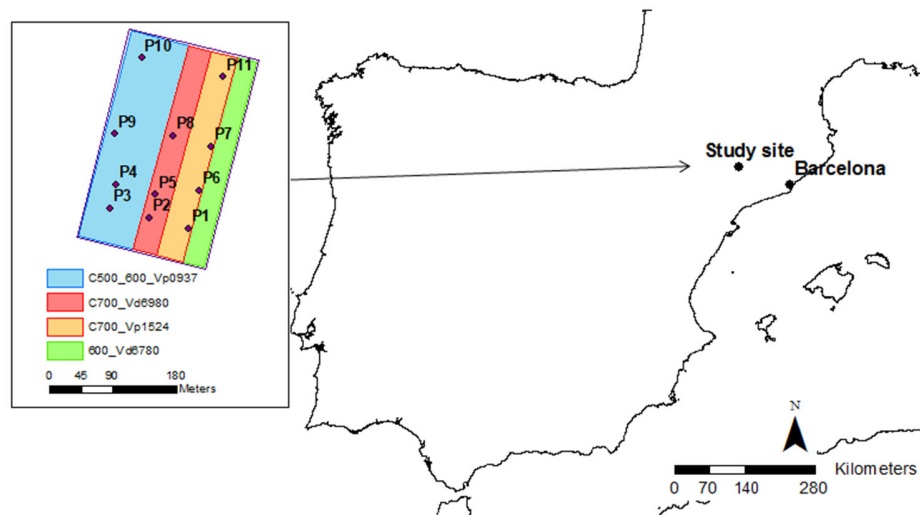 P10
P11
P9
P8
P7
P4
P5
P6
P3
P2
P1
C500_600_Vp0937
C700_Vd6980
C700_Vp1524
600_Vd6780
0 45 90 180
Meters
Study site
Barcelona
N
Kilometers
0 70 140 280